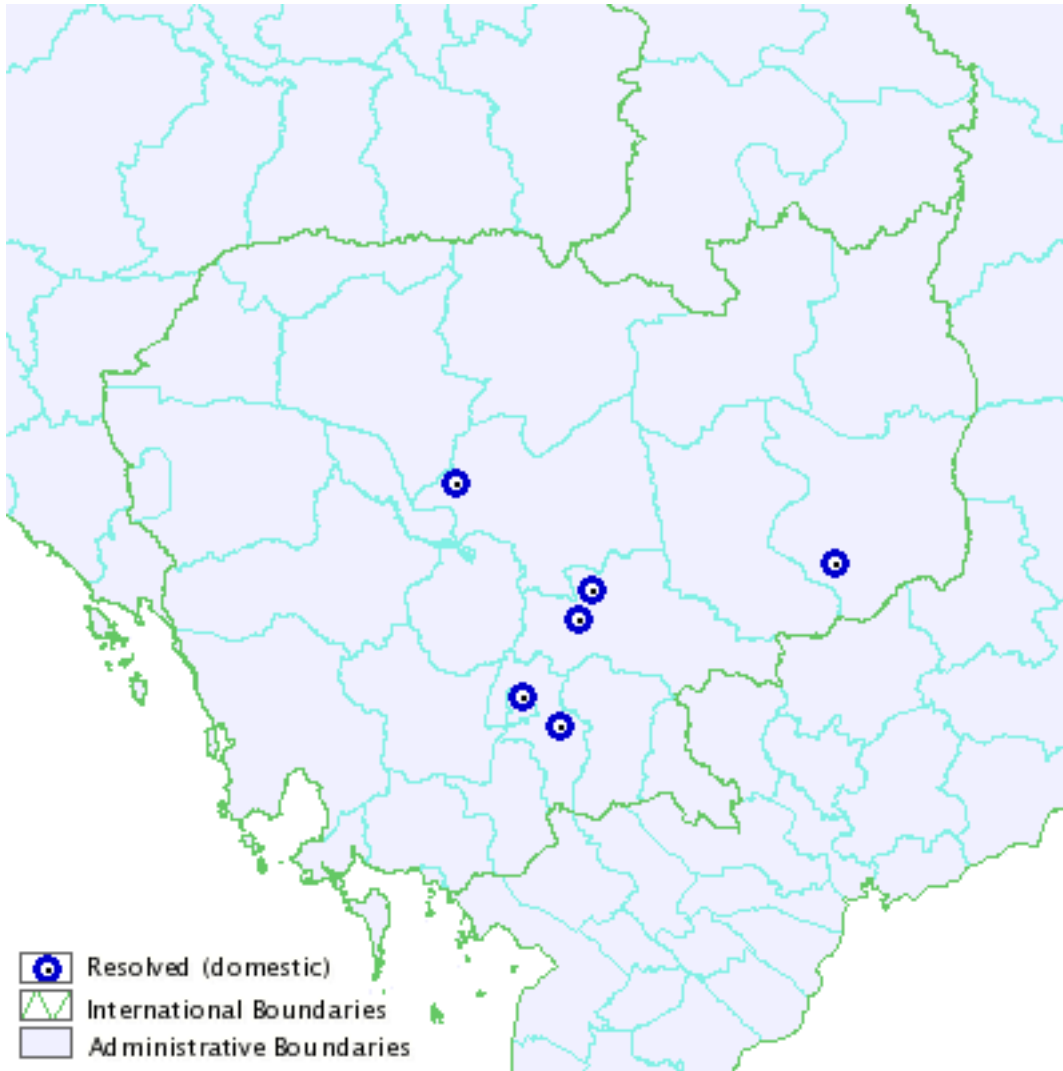 Resolved (domestic)
International Boundaries
Administrative Boundaries